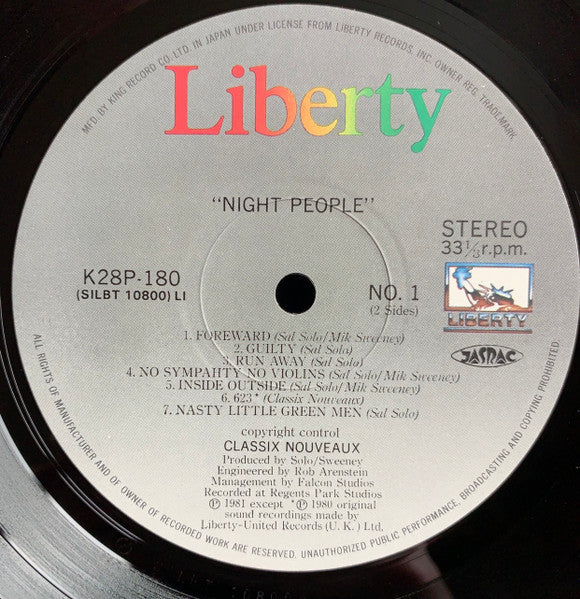 MFD. BY KING RECORD CO. LTD. IN JAPAN UNDER LICENSE FROM LIBERTY RECORDS, INC. OWNER REG. TRADEMARK
Liberty
"NIGHT PEOPLE"
STEREO
33 1/3 r.p.m.
K28P-180
(SILBT 10800) LI
NO. 1
(2 Sides)
LIBERTY
JASRAC
1. FOREWARD (Sal Solo/Mik Sweeney)
2. GUILTY (Sal Solo)
3. RUN AWAY (Sal Solo)
4. NO SYMPAHTY NO VIOLINS (Sal Solo/Mik Sweeney)
5. INSIDE OUTSIDE (Sal Solo/Mik Sweeney)
6. 623* (Classix Nouveaux)
7. NASTY LITTLE GREEN MEN (Sal Solo)
copyright control
CLASSIX NOUVEAUX
Produced by Solo/Sweeney
Engineered by Rob Arenstein
Management by Falcon Studios
Recorded at Regents Park Studios
Ⓟ 1981 except *Ⓟ 1980 original
sound recordings made by
Liberty-United Records (U. K.) Ltd.
ALL RIGHTS OF MANUFACTURER AND OF OWNER OF RECORDED WORK ARE RESERVED. UNAUTHORIZED PUBLIC PERFORMANCE, BROADCASTING AND COPYING PROHIBITED.